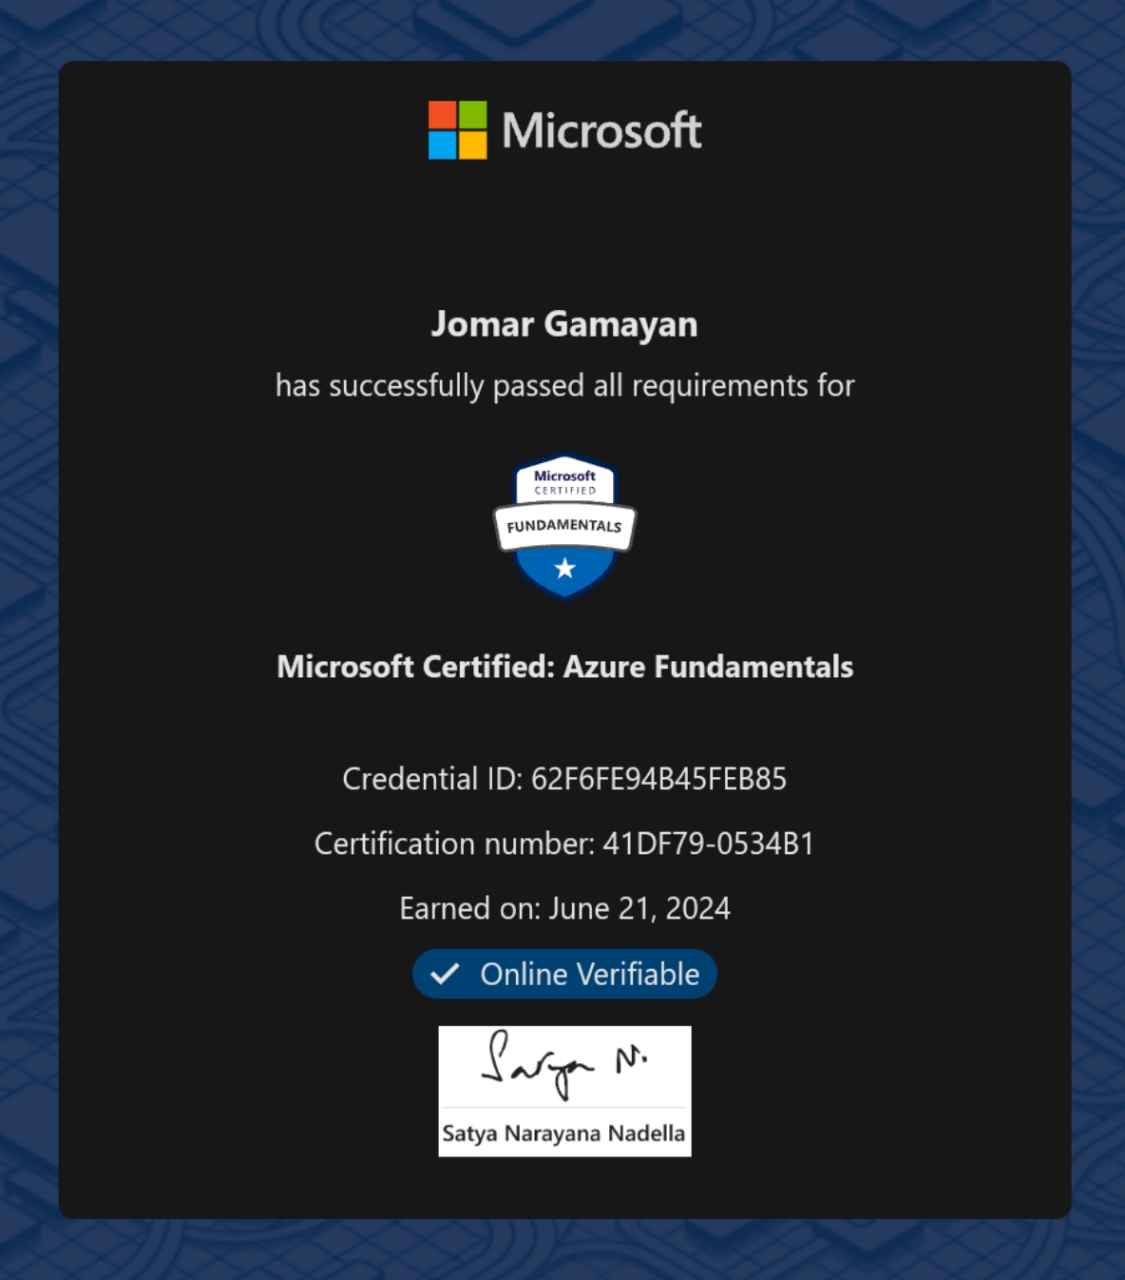 Microsoft
Jomar Gamayan
has successfully passed all requirements for
Microsoft
CERTIFIED
FUNDAMENTALS
Microsoft Certified: Azure Fundamentals
Credential ID: 62F6FE94B45FEB85
Certification number: 41DF79-0534B1
Earned on: June 21, 2024
Online Verifiable
Satya N.
Satya Narayana Nadella